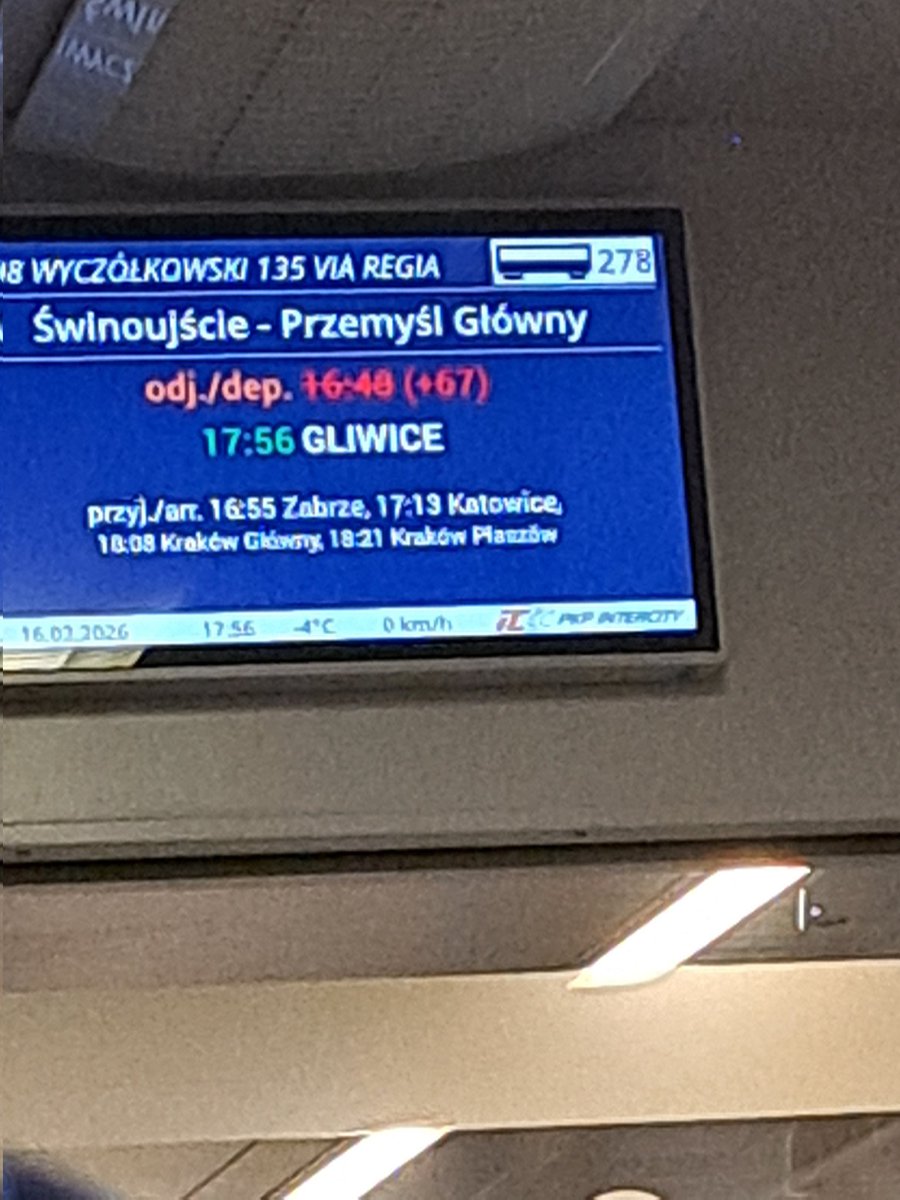 98 WYCZÓŁKOWSKI 135 VIA REGIA 278
Świnoujście - Przemyśl Główny
odj./dep. 16:48 (+67)
17:56 GLIWICE
przyj./arr. 16:55 Zabrze, 17:13 Katowice,
18:08 Kraków Główny, 18:21 Kraków Płaszów
16.02.2026 17:56 -4°C 0 km/h IC PKP INTERCITY